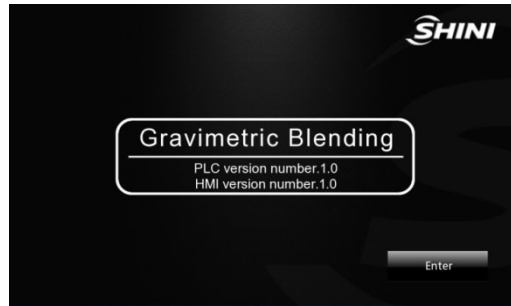 SHINI
Gravimetric Blending
PLC version number.1.0
HMI version number.1.0
Enter